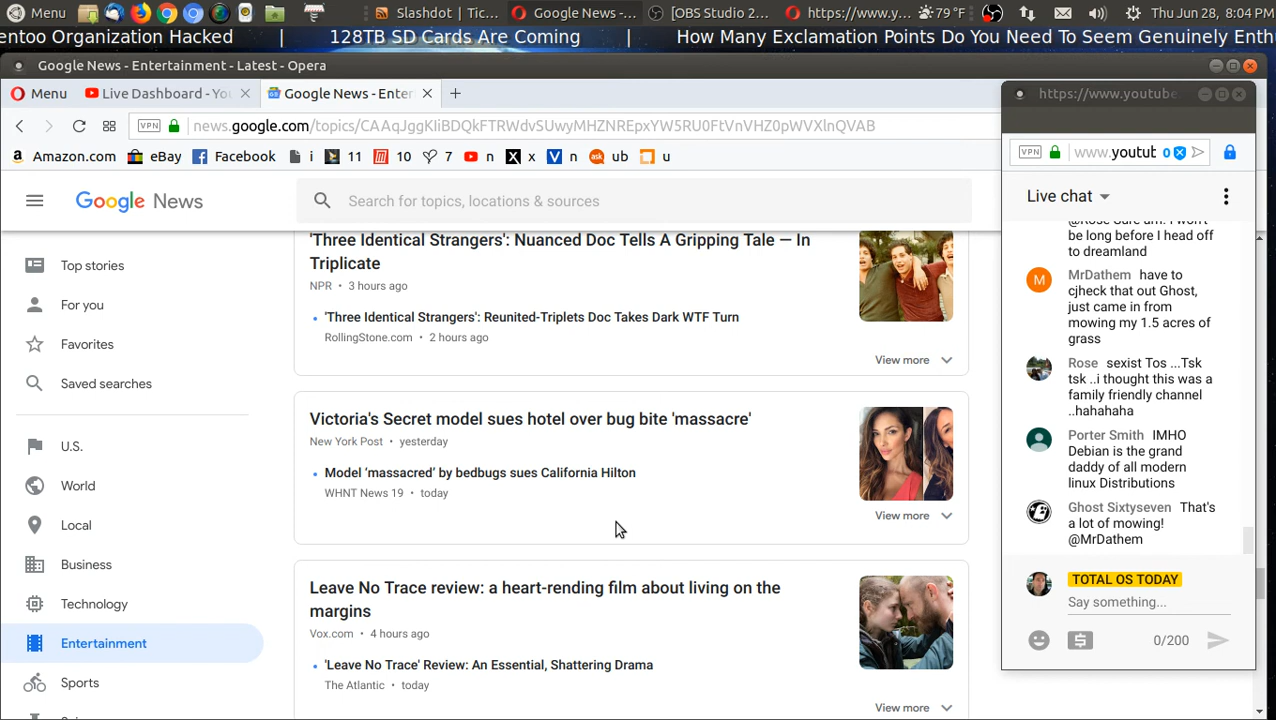 Menu
Slashdot | Tic...
Google News -...
[OBS Studio 2...
https://www.y...
79 °F
Thu Jun 28, 8:04 PM
entoo Organization Hacked | 128TB SD Cards Are Coming | How Many Exclamation Points Do You Need To Seem Genuinely Enthu
Google News - Entertainment - Latest - Opera
Menu
Live Dashboard - You
Google News - Enter
VPN
news.google.com/topics/CAAqJggKIiBDQkFTRWdvSUwyMHZNREpxYW5RU0FtVnVHZ0pWVXlnQVAB
Amazon.com
eBay
Facebook
i
11
10
7
n
x
n
ub
u
Google News
Search for topics, locations & sources
Top stories
For you
Favorites
Saved searches
U.S.
World
Local
Business
Technology
Entertainment
Sports
'Three Identical Strangers': Nuanced Doc Tells A Gripping Tale — In
Triplicate
NPR • 3 hours ago
'Three Identical Strangers': Reunited-Triplets Doc Takes Dark WTF Turn
RollingStone.com • 2 hours ago
View more
Victoria's Secret model sues hotel over bug bite 'massacre'
New York Post • yesterday
Model ‘massacred’ by bedbugs sues California Hilton
WHNT News 19 • today
View more
Leave No Trace review: a heart-rending film about living on the
margins
Vox.com • 4 hours ago
'Leave No Trace' Review: An Essential, Shattering Drama
The Atlantic • today
View more
https://www.youtube
VPN
www.youtut
0
Live chat
@Rose Sure am! I won't
be long before I head off
to dreamland
M
MrDathem have to
cjheck that out Ghost,
just came in from
mowing my 1.5 acres of
grass
Rose sexist Tos ...Tsk
tsk ..i thought this was a
family friendly channel
..hahahaha
Porter Smith IMHO
Debian is the grand
daddy of all modern
linux Distributions
Ghost Sixtyseven That's
a lot of mowing!
@MrDathem
TOTAL OS TODAY
Say something...
0/200